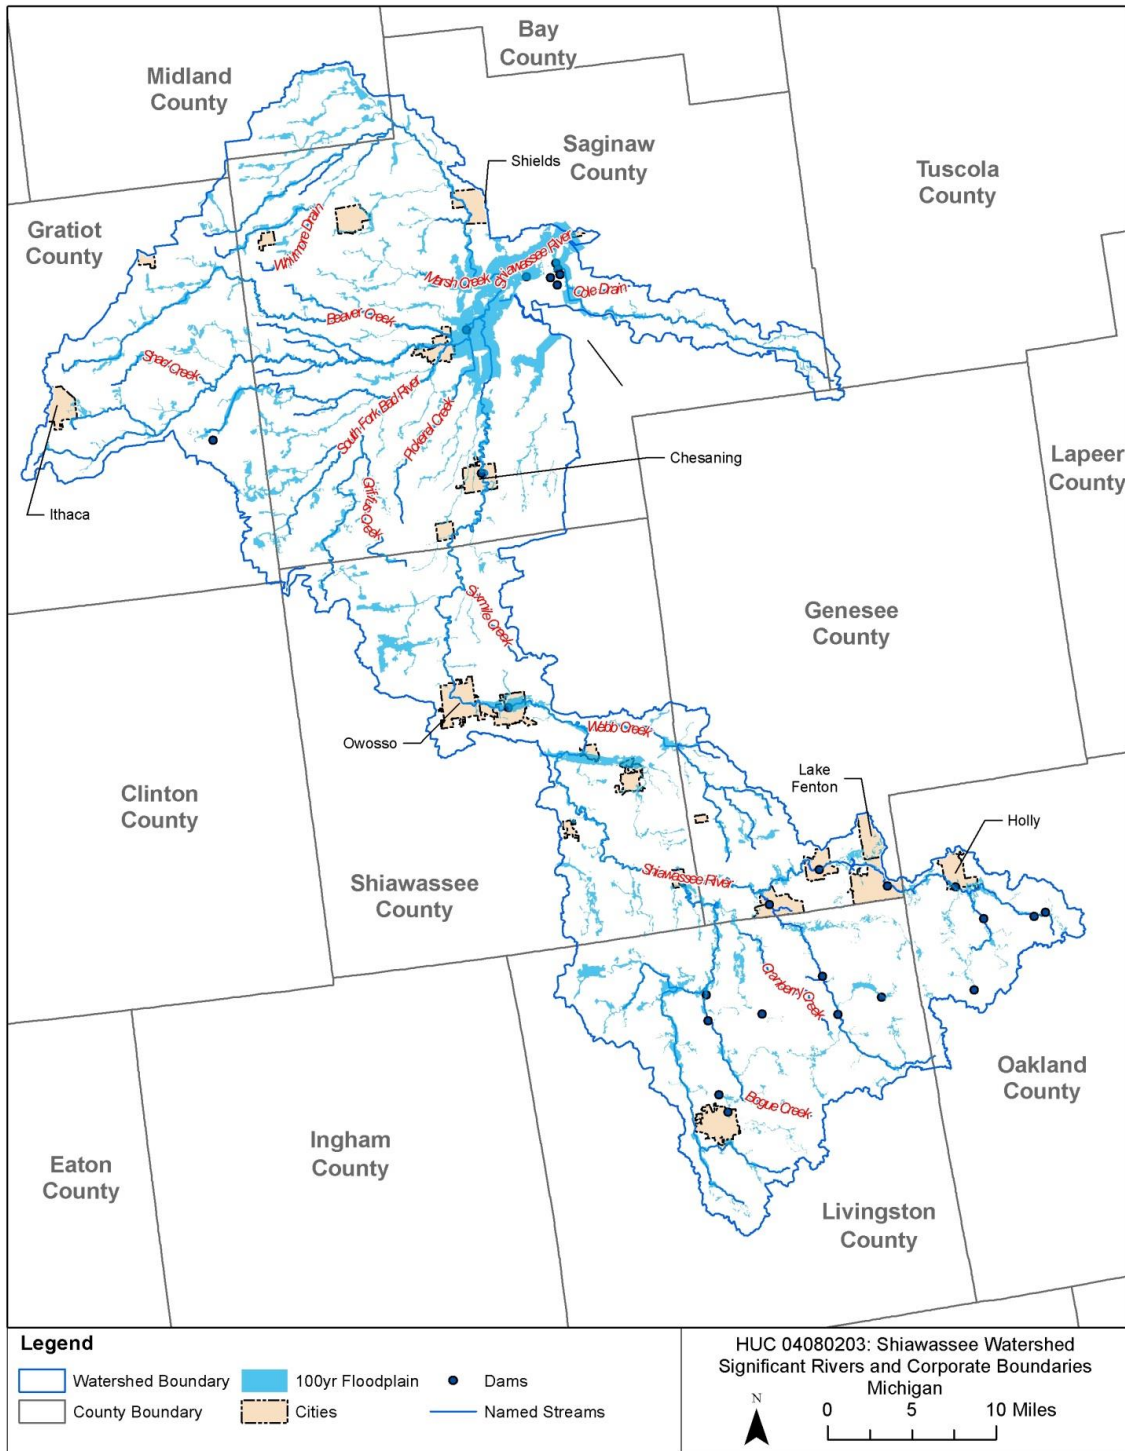 Bay
County
Midland
County
Shields
Saginaw
County
Tuscola
County
Gratiot
County
Whitmore Drain
Marsh Creek
Shiawassee River
Cole Drain
Beaver Creek
Shad Creek
South Fork Bad River
Pickerel Creek
Chesaning
Lapeer
County
Ithaca
Genesee
County
Sixmile Creek
Owosso
Webb Creek
Lake
Fenton
Clinton
County
Holly
Shiawassee
County
Shiawassee River
Cranberry Creek
Oakland
County
Bogue Creek
Ingham
County
Eaton
County
Livingston
County
Legend
Watershed Boundary
100yr Floodplain
Dams
County Boundary
Cities
Named Streams
HUC 04080203: Shiawassee Watershed
Significant Rivers and Corporate Boundaries
Michigan
N
0 5 10 Miles